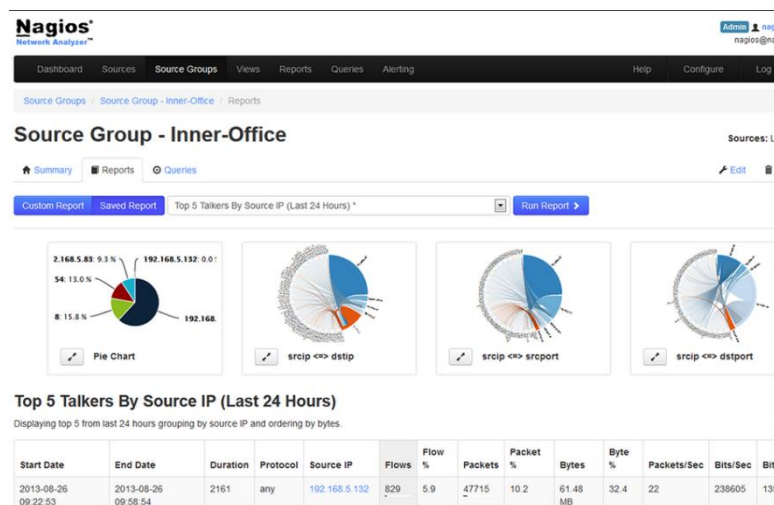 Nagios®
Network Analyzer™
Admin nag
nagios@na
Dashboard Sources Source Groups Views Reports Queries Alerting Help Configure Log
Source Groups / Source Group - Inner-Office / Reports
Source Group - Inner-Office
Sources: L
Summary Reports Queries Edit
Custom Report Saved Report Top 5 Talkers By Source IP (Last 24 Hours) * Run Report
2.168.5.83: 9.3 % 192.168.5.132: 0.0
54: 13.0 %
8: 15.8 % 192.168.
Pie Chart srcip <=> dstip srcip <=> srcport srcip <=> dstport
Top 5 Talkers By Source IP (Last 24 Hours)
Displaying top 5 from last 24 hours grouping by source IP and ordering by bytes.
Start Date End Date Duration Protocol Source IP Flows Flow % Packets Packet % Bytes Byte % Packets/Sec Bits/Sec
2013-08-26 2013-08-26 2161 any 192.168.5.132 829 5.9 47715 10.2 61.48 32.4 22 238605
09:22:53 09:58:54 MB